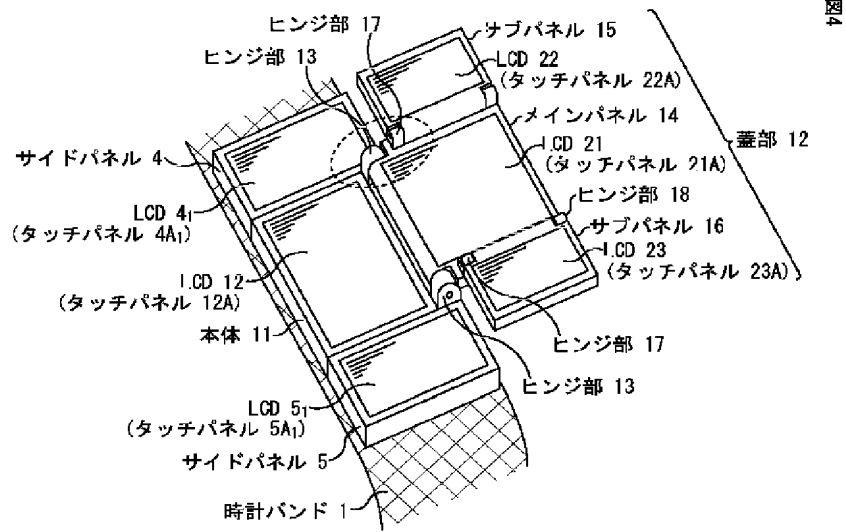 図4
ヒンジ部 17
サブパネル 15
ヒンジ部 13
LCD 22
(タッチパネル 22A)
メインパネル 14
LCD 21
(タッチパネル 21A)
蓋部 12
サイドパネル 4
ヒンジ部 18
サブパネル 16
LCD 23
(タッチパネル 23A)
LCD 4₁
(タッチパネル 4A₁)
LCD 12
(タッチパネル 12A)
本体 11
ヒンジ部 17
ヒンジ部 13
LCD 5₁
(タッチパネル 5A₁)
サイドパネル 5
時計バンド 1